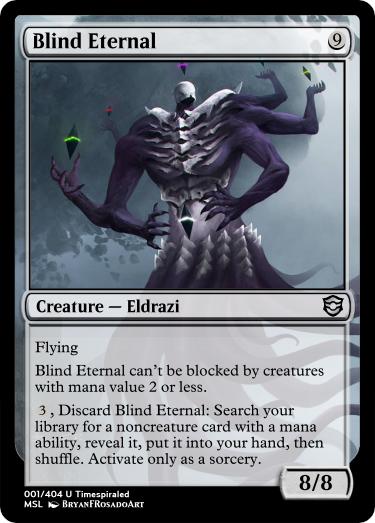 Blind Eternal 9
Creature — Eldrazi
Flying
Blind Eternal can't be blocked by creatures
with mana value 2 or less.
3 , Discard Blind Eternal: Search your
library for a noncreature card with a mana
ability, reveal it, put it into your hand, then
shuffle. Activate only as a sorcery.
8/8
001/404 U Timespiraled
MSL BryanFRosadoArt